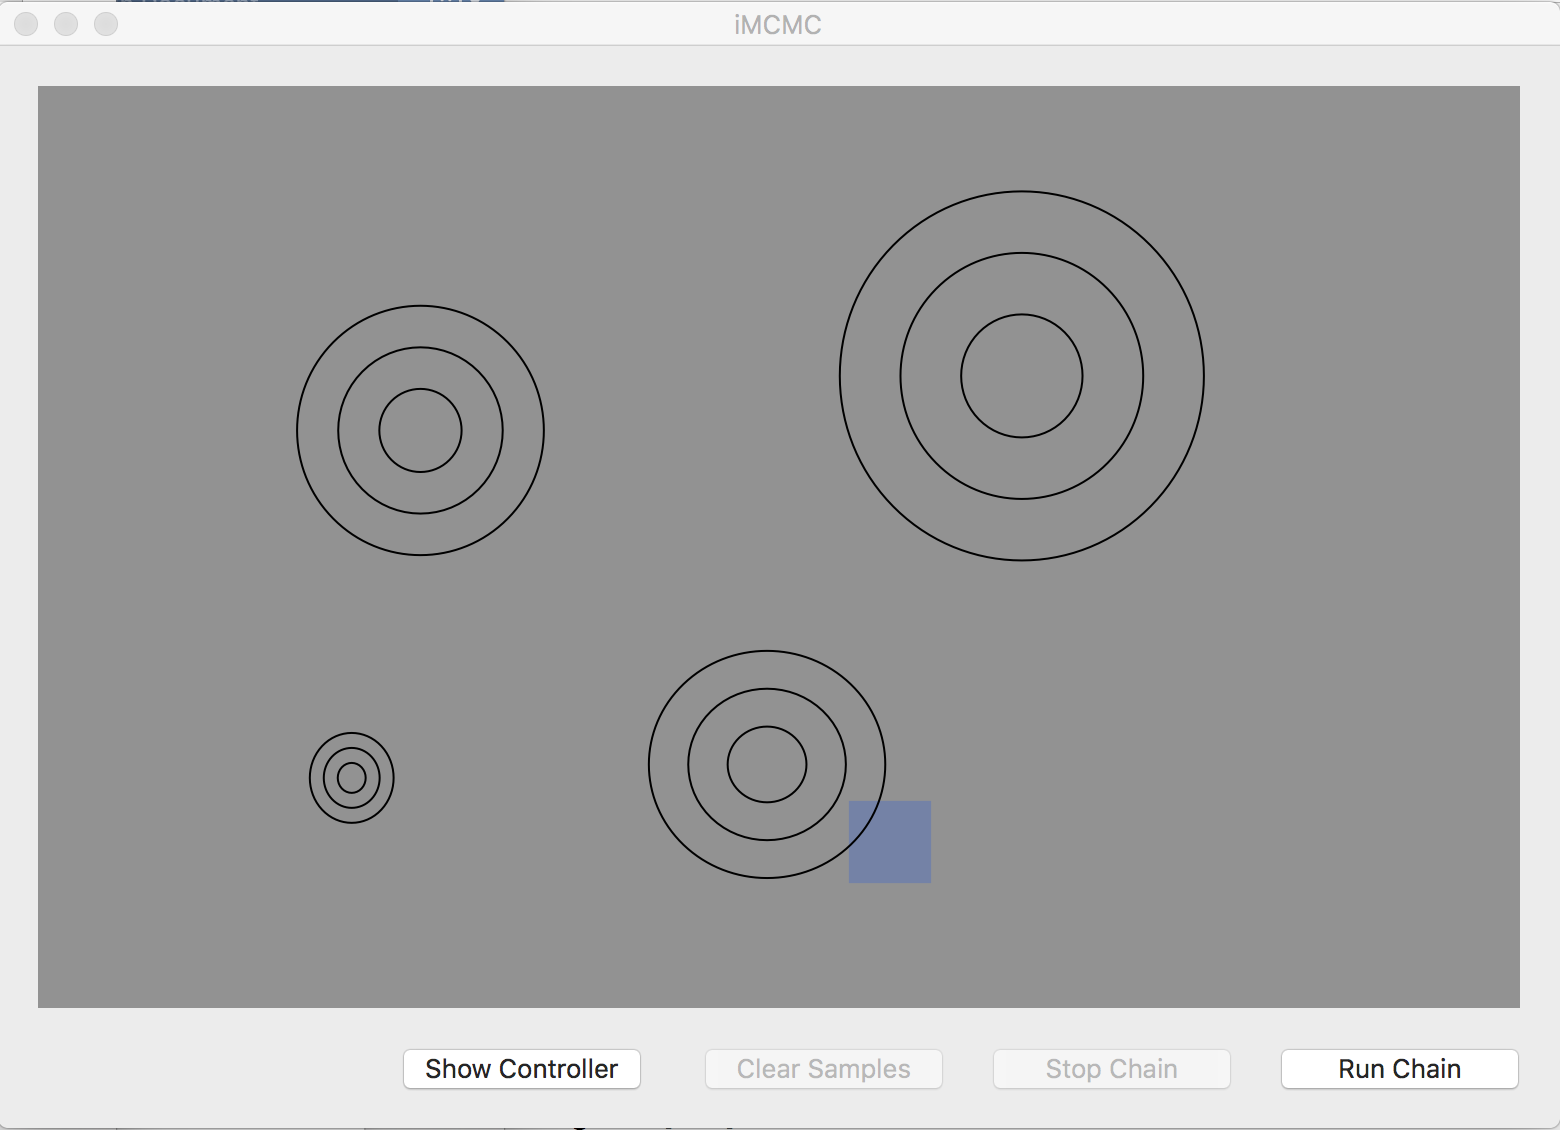 iMCMC
Show Controller
Clear Samples
Stop Chain
Run Chain